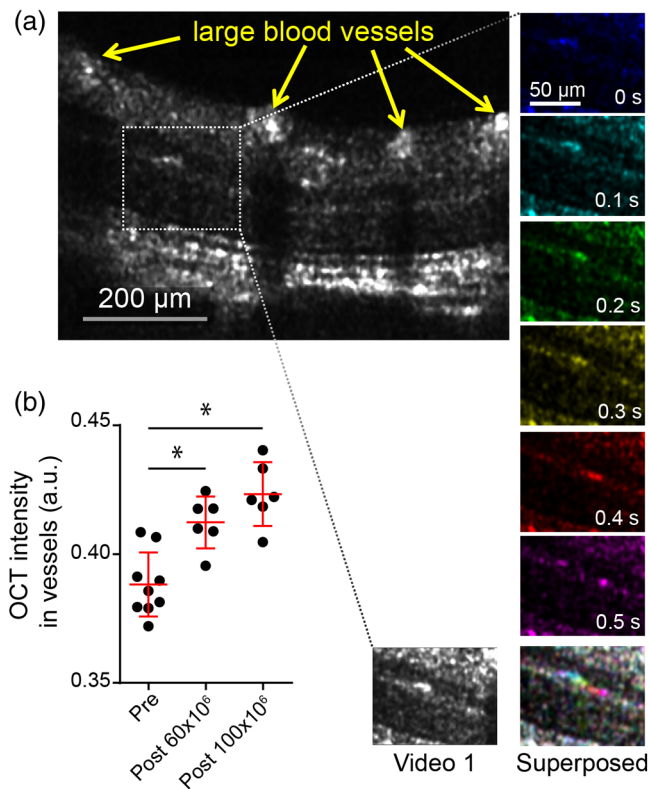 (a)
large blood vessels
200 µm
50 µm
0 s
0.1 s
0.2 s
0.3 s
0.4 s
0.5 s
Superposed
Video 1
(b)
OCT intensity
in vessels (a.u.)
0.45
0.40
0.35
*
*
Pre
Post 60x10⁶
Post 100x10⁶